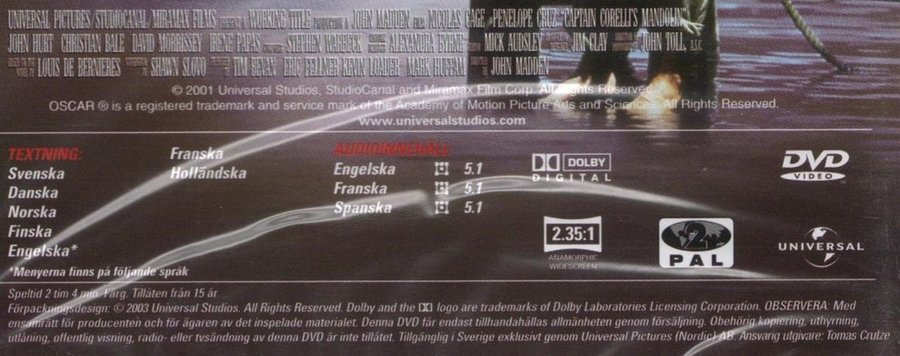 UNIVERSAL PICTURES/STUDIOCANAL/MIRAMAX FILMS WORKING TITLE JOHN MADDEN NICOLAS CAGE PENELOPE CRUZ "CAPTAIN CORELLI'S MANDOLIN"
JOHN HURT CHRISTIAN BALE DAVID MORRISSEY IRENE PAPAS STEPHEN WARBECK ALEXANDRA BYRNE MICK AUDSLEY JIM CLAY JOHN TOLL, A.S.C.
LOUIS DE BERNIERES SHAWN SLOVO TIM BEVAN ERIC FELLNER KEVIN LOADER MARK HUFFAM JOHN MADDEN
© 2001 Universal Studios, StudioCanal and Miramax Film Corp. All Rights Reserved.
OSCAR ® is a registered trademark and service mark of the Academy of Motion Picture Arts and Sciences. All Rights Reserved.
www.universalstudios.com
TEXTNING:
Svenska
Danska
Norska
Finska
Engelska*
Franska
Holländska
*Menyerna finns på följande språk
AUDIOINNEHÅLL
Engelska 5.1
Franska 5.1
Spanska 5.1
DOLBY
DIGITAL
2.35:1
ANAMORPHIC
WIDESCREEN
2
PAL
DVD
VIDEO
UNIVERSAL
Speltid 2 tim 4 min. Färg. Tillåten från 15 år
Förpackningsdesign: © 2003 Universal Studios. All Rights Reserved. Dolby and the logo are trademarks of Dolby Laboratories Licensing Corporation. OBSERVERA: Med
ensamrätt för producenten och för ägaren av det inspelade materialet. Denna DVD får endast tillhandahållas allmänheten genom försäljning. Obehörig kopiering, uthyrning,
utlåning, offentlig visning, radio- eller tvsändning av denna DVD är inte tillåtet. Tillgänglig i Sverige exklusivt genom Universal Pictures (Nordic) AB. Ansvarig utgivare: Tomas Crutze